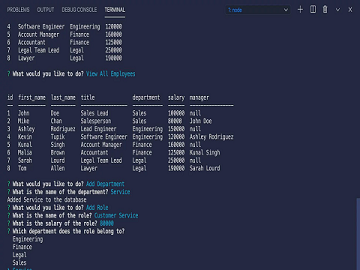 PROBLEMS OUTPUT DEBUG CONSOLE TERMINAL 1: node
4 Software Engineer Engineering 120000
5 Account Manager Finance 160000
6 Accountant Finance 125000
7 Legal Team Lead Legal 250000
8 Lawyer Legal 190000
? What would you like to do? View All Employees
id first_name last_name title department salary manager
1 John Doe Sales Lead Sales 100000 null
2 Mike Chan Salesperson Sales 80000 John Doe
3 Ashley Rodriguez Lead Engineer Engineering 150000 null
4 Kevin Tupik Software Engineer Engineering 120000 Ashley Rodriguez
5 Kunal Singh Account Manager Finance 160000 null
6 Malia Brown Accountant Finance 125000 Kunal Singh
7 Sarah Lourd Legal Team Lead Legal 250000 null
8 Tom Allen Lawyer Legal 190000 Sarah Lourd
? What would you like to do? Add Department
? What is the name of the department? Service
Added Service to the database
? What would you like to do? Add Role
? What is the name of the role? Customer Service
? What is the salary of the role? 80000
? Which department does the role belong to?
Engineering
Finance
Legal
Sales